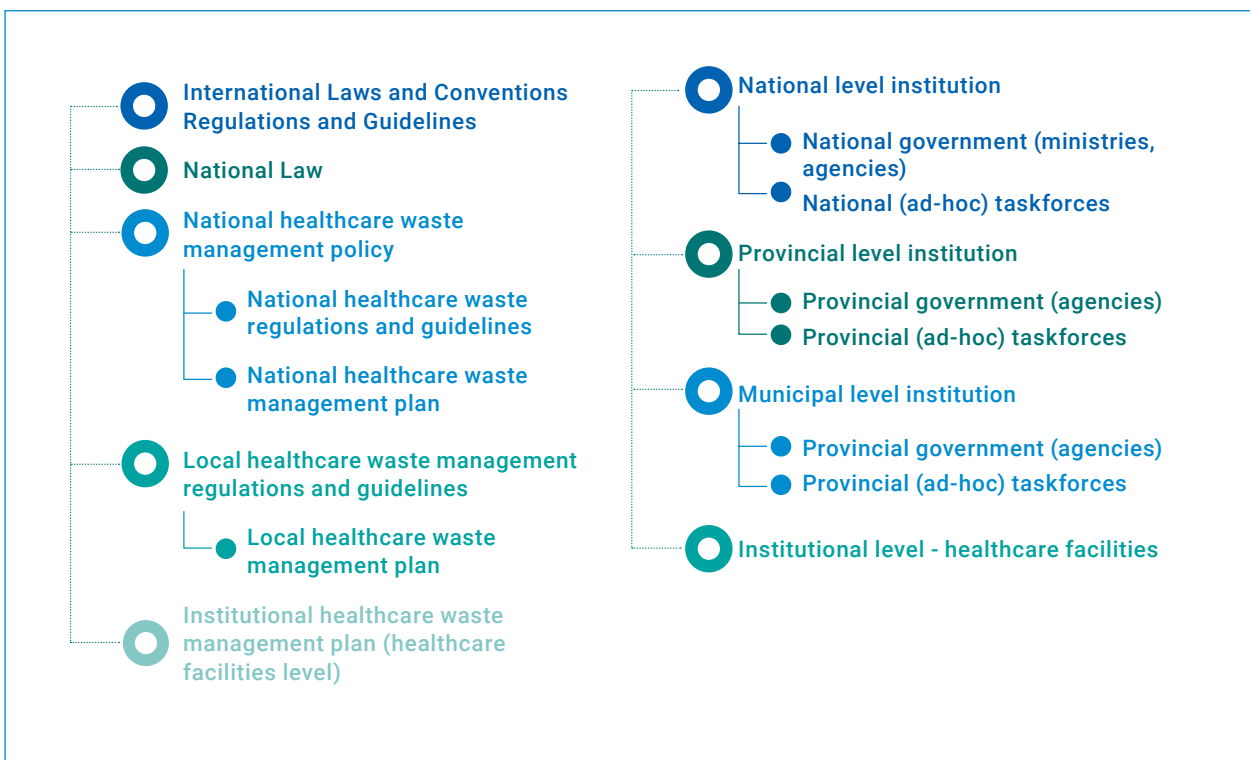 International Laws and Conventions
Regulations and Guidelines
National Law
National healthcare waste
management policy
National healthcare waste
regulations and guidelines
National healthcare waste
management plan
Local healthcare waste management
regulations and guidelines
Local healthcare waste
management plan
Institutional healthcare waste
management plan (healthcare
facilities level)
National level institution
National government (ministries,
agencies)
National (ad-hoc) taskforces
Provincial level institution
Provincial government (agencies)
Provincial (ad-hoc) taskforces
Municipal level institution
Provincial government (agencies)
Provincial (ad-hoc) taskforces
Institutional level - healthcare facilities